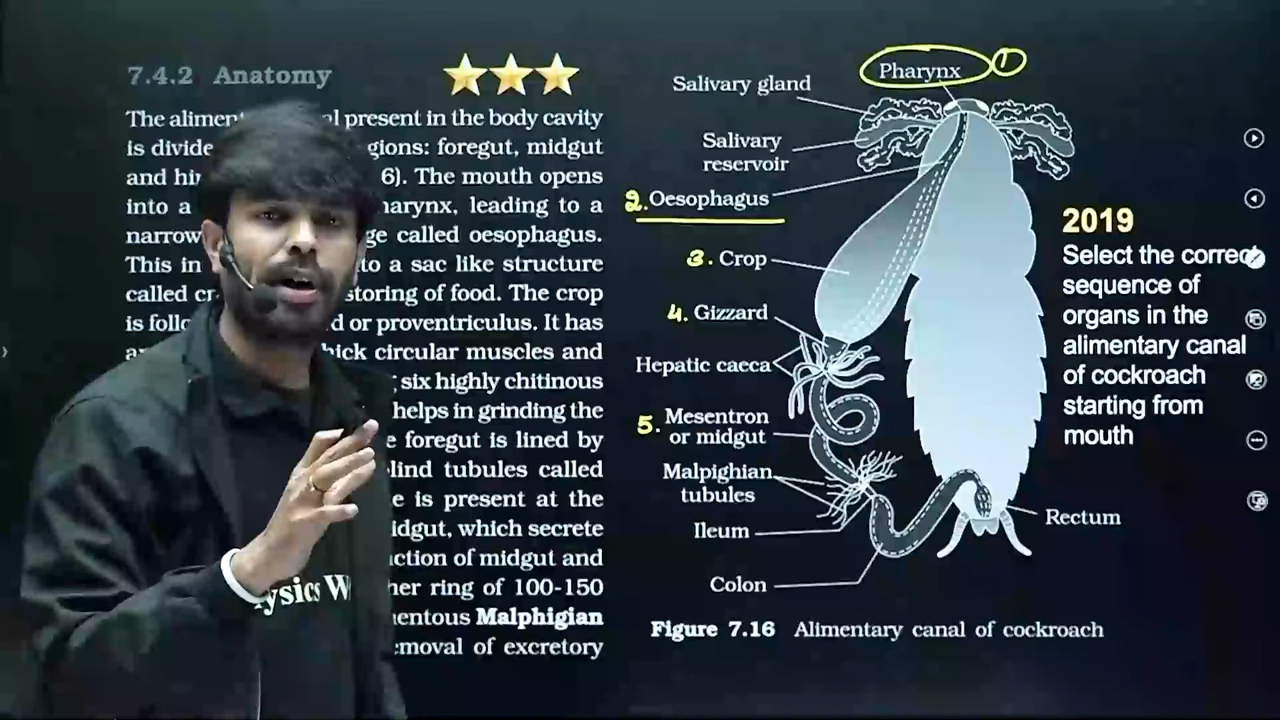 7.4.2 Anatomy
The alimen al present in the body cavity
is divide gions: foregut, midgut
and hi 6). The mouth opens
into a harynx, leading to a
narrow ge called oesophagus.
This in to a sac like structure
called cr storing of food. The crop
is follo d or proventriculus. It has
hick circular muscles and
six highly chitinous
helps in grinding the
e foregut is lined by
lind tubules called
e is present at the
idgut, which secrete
ction of midgut and
her ring of 100-150
entous Malphigian
emoval of excretory
ysics W
Pharynx 1
Salivary gland
Salivary
reservoir
2. Oesophagus
3. Crop
4. Gizzard
Hepatic caeca
5. Mesentron
or midgut
Malpighian
tubules
Ileum
Colon
Rectum
Figure 7.16 Alimentary canal of cockroach
2019
Select the correc
sequence of
organs in the
alimentary canal
of cockroach
starting from
mouth